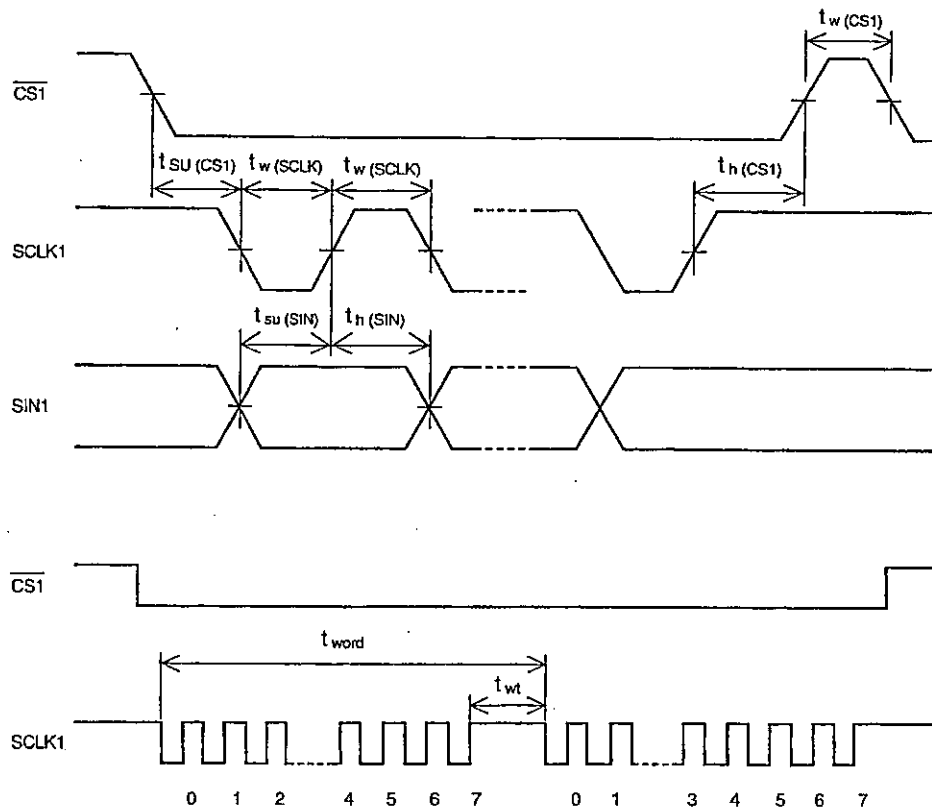 t w (CS1)
CS1
t SU (CS1) t w (SCLK) t w (SCLK)
t h (CS1)
SCLK1
t su (SIN) t h (SIN)
SIN1
CS1
t word
t wt
SCLK1
0 1 2 4 5 6 7 0 1 3 4 5 6 7